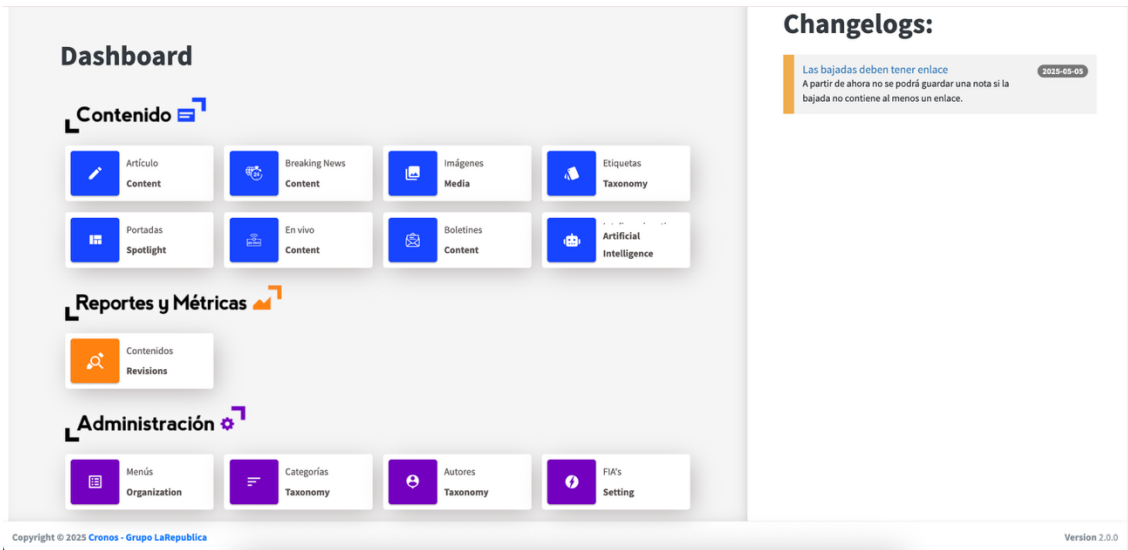 Dashboard
Contenido
Artículo
Content
Breaking News
Content
Imágenes
Media
Etiquetas
Taxonomy
Portadas
Spotlight
En vivo
Content
Boletines
Content
Artificial
Intelligence
Reportes y Métricas
Contenidos
Revisions
Administración
Menús
Organization
Categorías
Taxonomy
Autores
Taxonomy
FIA's
Setting
Changelogs:
Las bajadas deben tener enlace
2025-05-05
A partir de ahora no se podrá guardar una nota si la
bajada no contiene al menos un enlace.
Copyright © 2025 Cronos - Grupo LaRepublica
Version 2.0.0